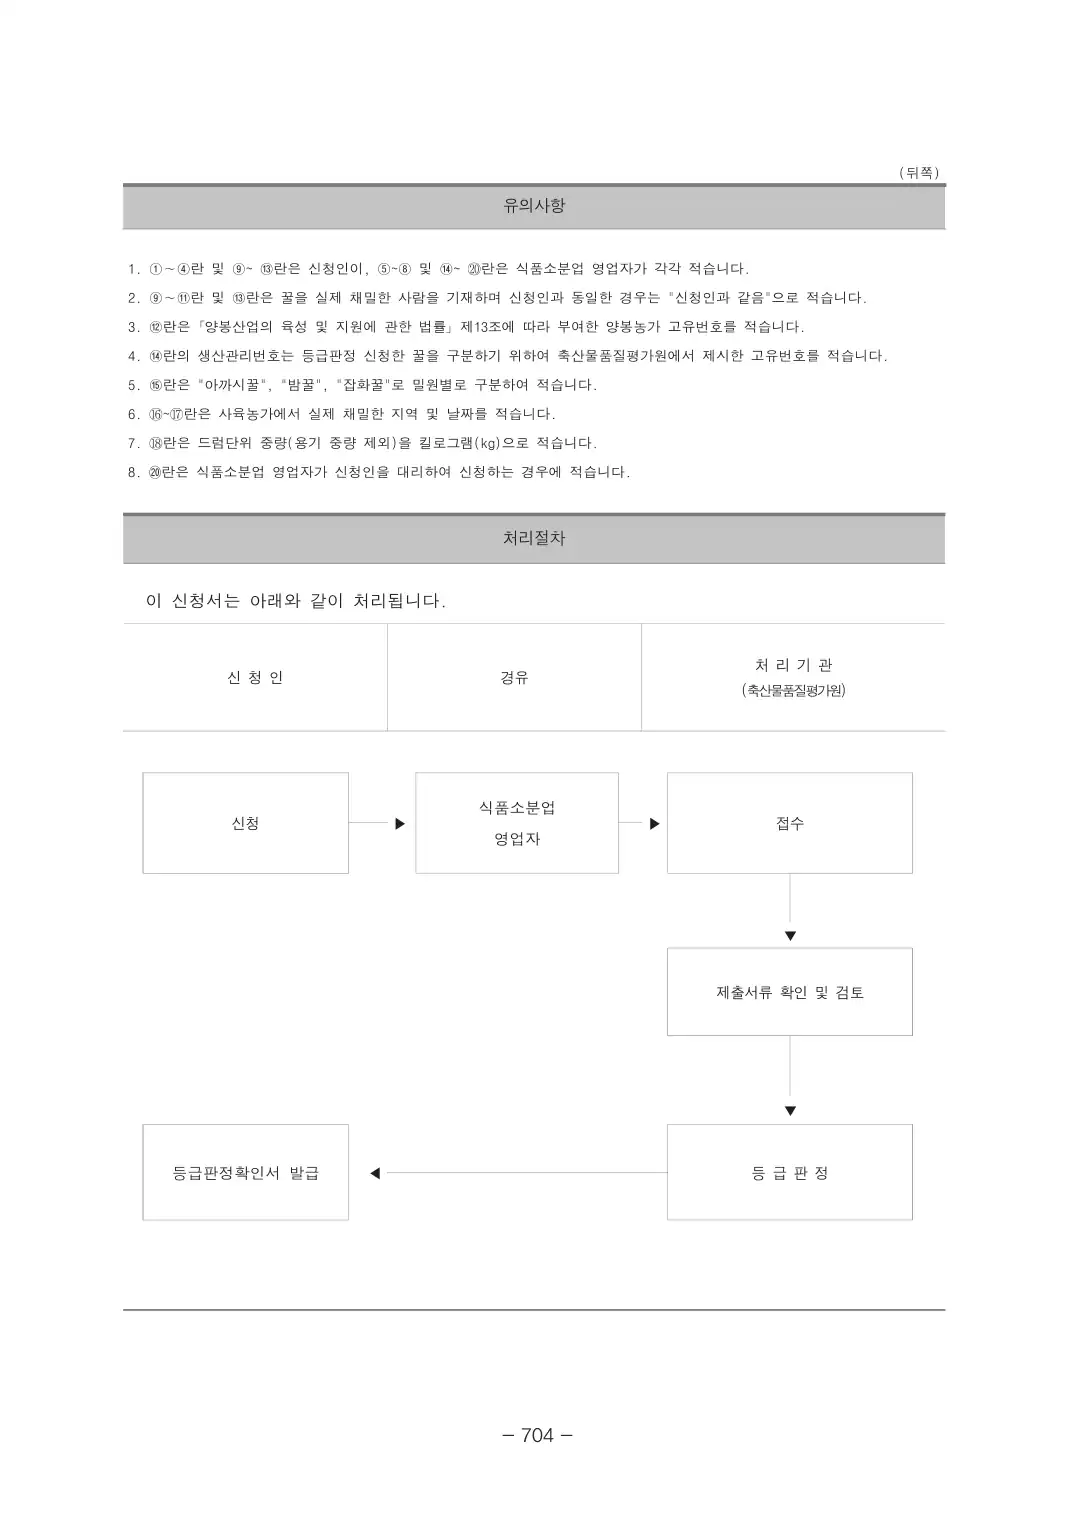 (뒤쪽)
유의사항
1. ①~④란 및 ⑨~ ⑬란은 신청인이, ⑤~⑧ 및 ⑭~ ⑳란은 식품소분업 영업자가 각각 적습니다.
2. ⑨~⑪란 및 ⑬란은 꿀을 실제 채밀한 사람을 기재하며 신청인과 동일한 경우는 "신청인과 같음"으로 적습니다.
3. ⑫란은「양봉산업의 육성 및 지원에 관한 법률」제13조에 따라 부여한 양봉농가 고유번호를 적습니다.
4. ⑭란의 생산관리번호는 등급판정 신청한 꿀을 구분하기 위하여 축산물품질평가원에서 제시한 고유번호를 적습니다.
5. ⑮란은 "아까시꿀", "밤꿀", "잡화꿀"로 밀원별로 구분하여 적습니다.
6. ⑯~⑰란은 사육농가에서 실제 채밀한 지역 및 날짜를 적습니다.
7. ⑱란은 드럼단위 중량(용기 중량 제외)을 킬로그램(kg)으로 적습니다.
8. ⑳란은 식품소분업 영업자가 신청인을 대리하여 신청하는 경우에 적습니다.
처리절차
이 신청서는 아래와 같이 처리됩니다.
신 청 인
경유
처 리 기 관
(축산물품질평가원)
신청
식품소분업
영업자
접수
제출서류 확인 및 검토
등급판정확인서 발급
등 급 판 정
- 704 -